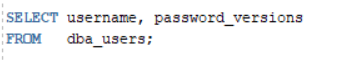 SELECT username, password_versions
FROM   dba_users;